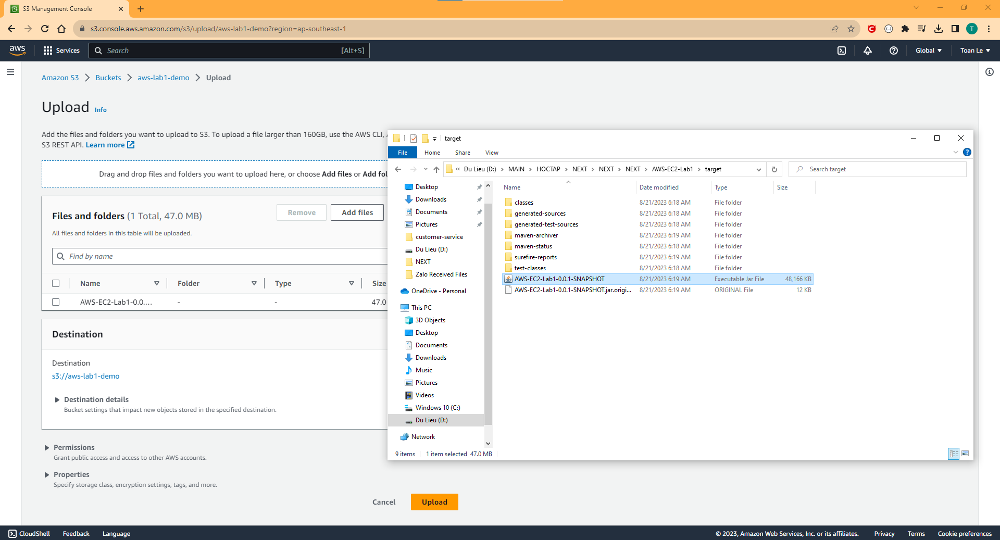 S3 Management Console
s3.console.aws.amazon.com/s3/upload/aws-lab1-demo?region=ap-southeast-1
T
aws
Services
Search
[Alt+S]
Global
Toan Le
Amazon S3
Buckets
aws-lab1-demo
Upload
Upload
Info
Add the files and folders you want to upload to S3. To upload a file larger than 160GB, use the AWS CLI,
S3 REST API. Learn more
Drag and drop files and folders you want to upload here, or choose Add files or Add fol
Files and folders (1 Total, 47.0 MB)
Remove
Add files
All files and folders in this table will be uploaded.
Find by name
Name
Folder
Type
Size
AWS-EC2-Lab1-0.0....
-
-
47.0
Destination
Destination
s3://aws-lab1-demo
Destination details
Bucket settings that impact new objects stored in the specified destination.
Permissions
Grant public access and access to other AWS accounts.
Properties
Specify storage class, encryption settings, tags, and more.
Cancel
Upload
target
File
Home
Share
View
« Du Lieu (D:) > MAIN > HOCTAP > NEXT > NEXT > NEXT > AWS-EC2-Lab1 > target
Search target
Desktop
Downloads
Documents
Pictures
customer-service
Du Lieu (D:)
NEXT
Zalo Received Files
OneDrive - Personal
This PC
3D Objects
Desktop
Documents
Downloads
Music
Pictures
Videos
Windows 10 (C:)
Du Lieu (D:)
Network
Name
Date modified
Type
Size
classes 8/21/2023 6:18 AM File folder
generated-sources 8/21/2023 6:18 AM File folder
generated-test-sources 8/21/2023 6:18 AM File folder
maven-archiver 8/21/2023 6:19 AM File folder
maven-status 8/21/2023 6:18 AM File folder
surefire-reports 8/21/2023 6:19 AM File folder
test-classes 8/21/2023 6:18 AM File folder
AWS-EC2-Lab1-0.0.1-SNAPSHOT 8/21/2023 6:19 AM Executable Jar File 48,166 KB
AWS-EC2-Lab1-0.0.1-SNAPSHOT.jar.origi... 8/21/2023 6:19 AM ORIGINAL File 12 KB
9 items
1 item selected 47.0 MB
CloudShell
Feedback
Language
© 2023, Amazon Web Services, Inc. or its affiliates.
Privacy
Terms
Cookie preferences